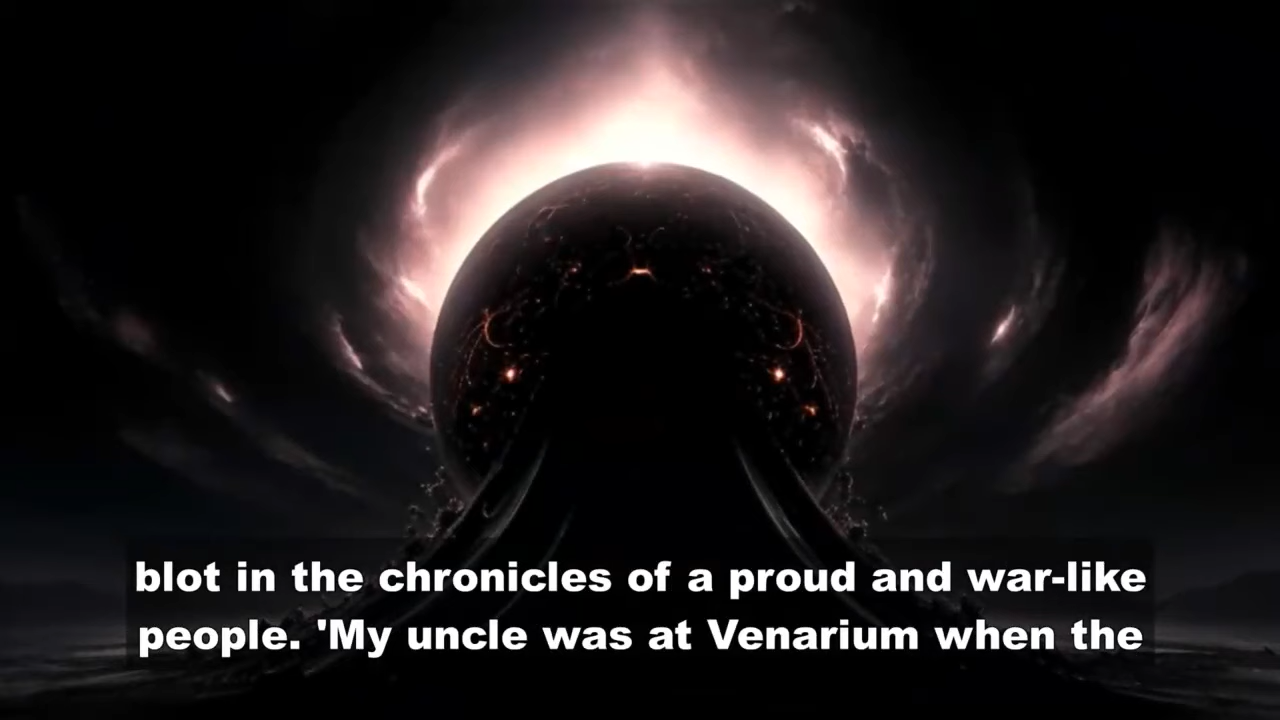 blot in the chronicles of a proud and war-like
people. 'My uncle was at Venarium when the